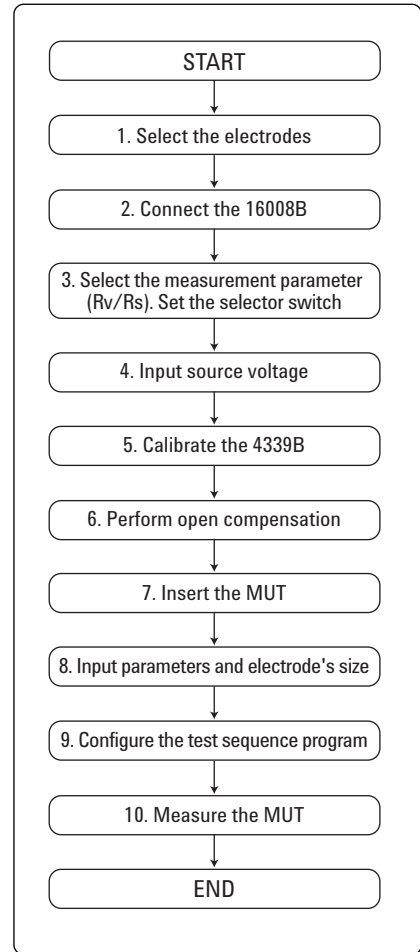 START
1. Select the electrodes
2. Connect the 16008B
3. Select the measurement parameter
(Rv/Rs). Set the selector switch
4. Input source voltage
5. Calibrate the 4339B
6. Perform open compensation
7. Insert the MUT
8. Input parameters and electrode's size
9. Configure the test sequence program
10. Measure the MUT
END